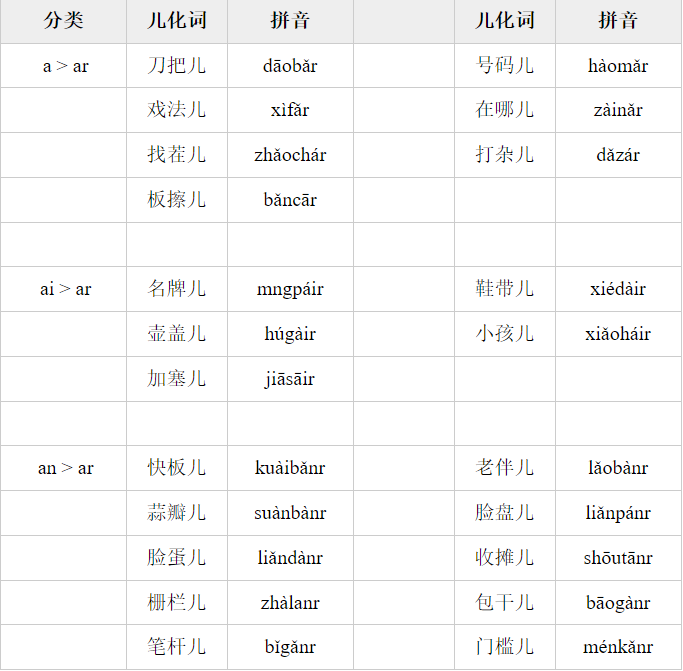 分类 儿化词 拼音 儿化词 拼音
a > ar 刀把儿 dāobǎr 号码儿 hàomǎr
戏法儿 xìfǎr 在哪儿 zàinǎr
找茬儿 zhǎochár 打杂儿 dǎzár
板擦儿 bǎncār
ai > ar 名牌儿 mngpáir 鞋带儿 xiédàir
壶盖儿 húgàir 小孩儿 xiǎoháir
加塞儿 jiāsāir
an > ar 快板儿 kuàibǎnr 老伴儿 lǎobànr
蒜瓣儿 suànbànr 脸盘儿 liǎnpánr
脸蛋儿 liǎndànr 收摊儿 shōutānr
栅栏儿 zhàlanr 包干儿 bāogànr
笔杆儿 bǐgǎnr 门槛儿 ménkǎnr